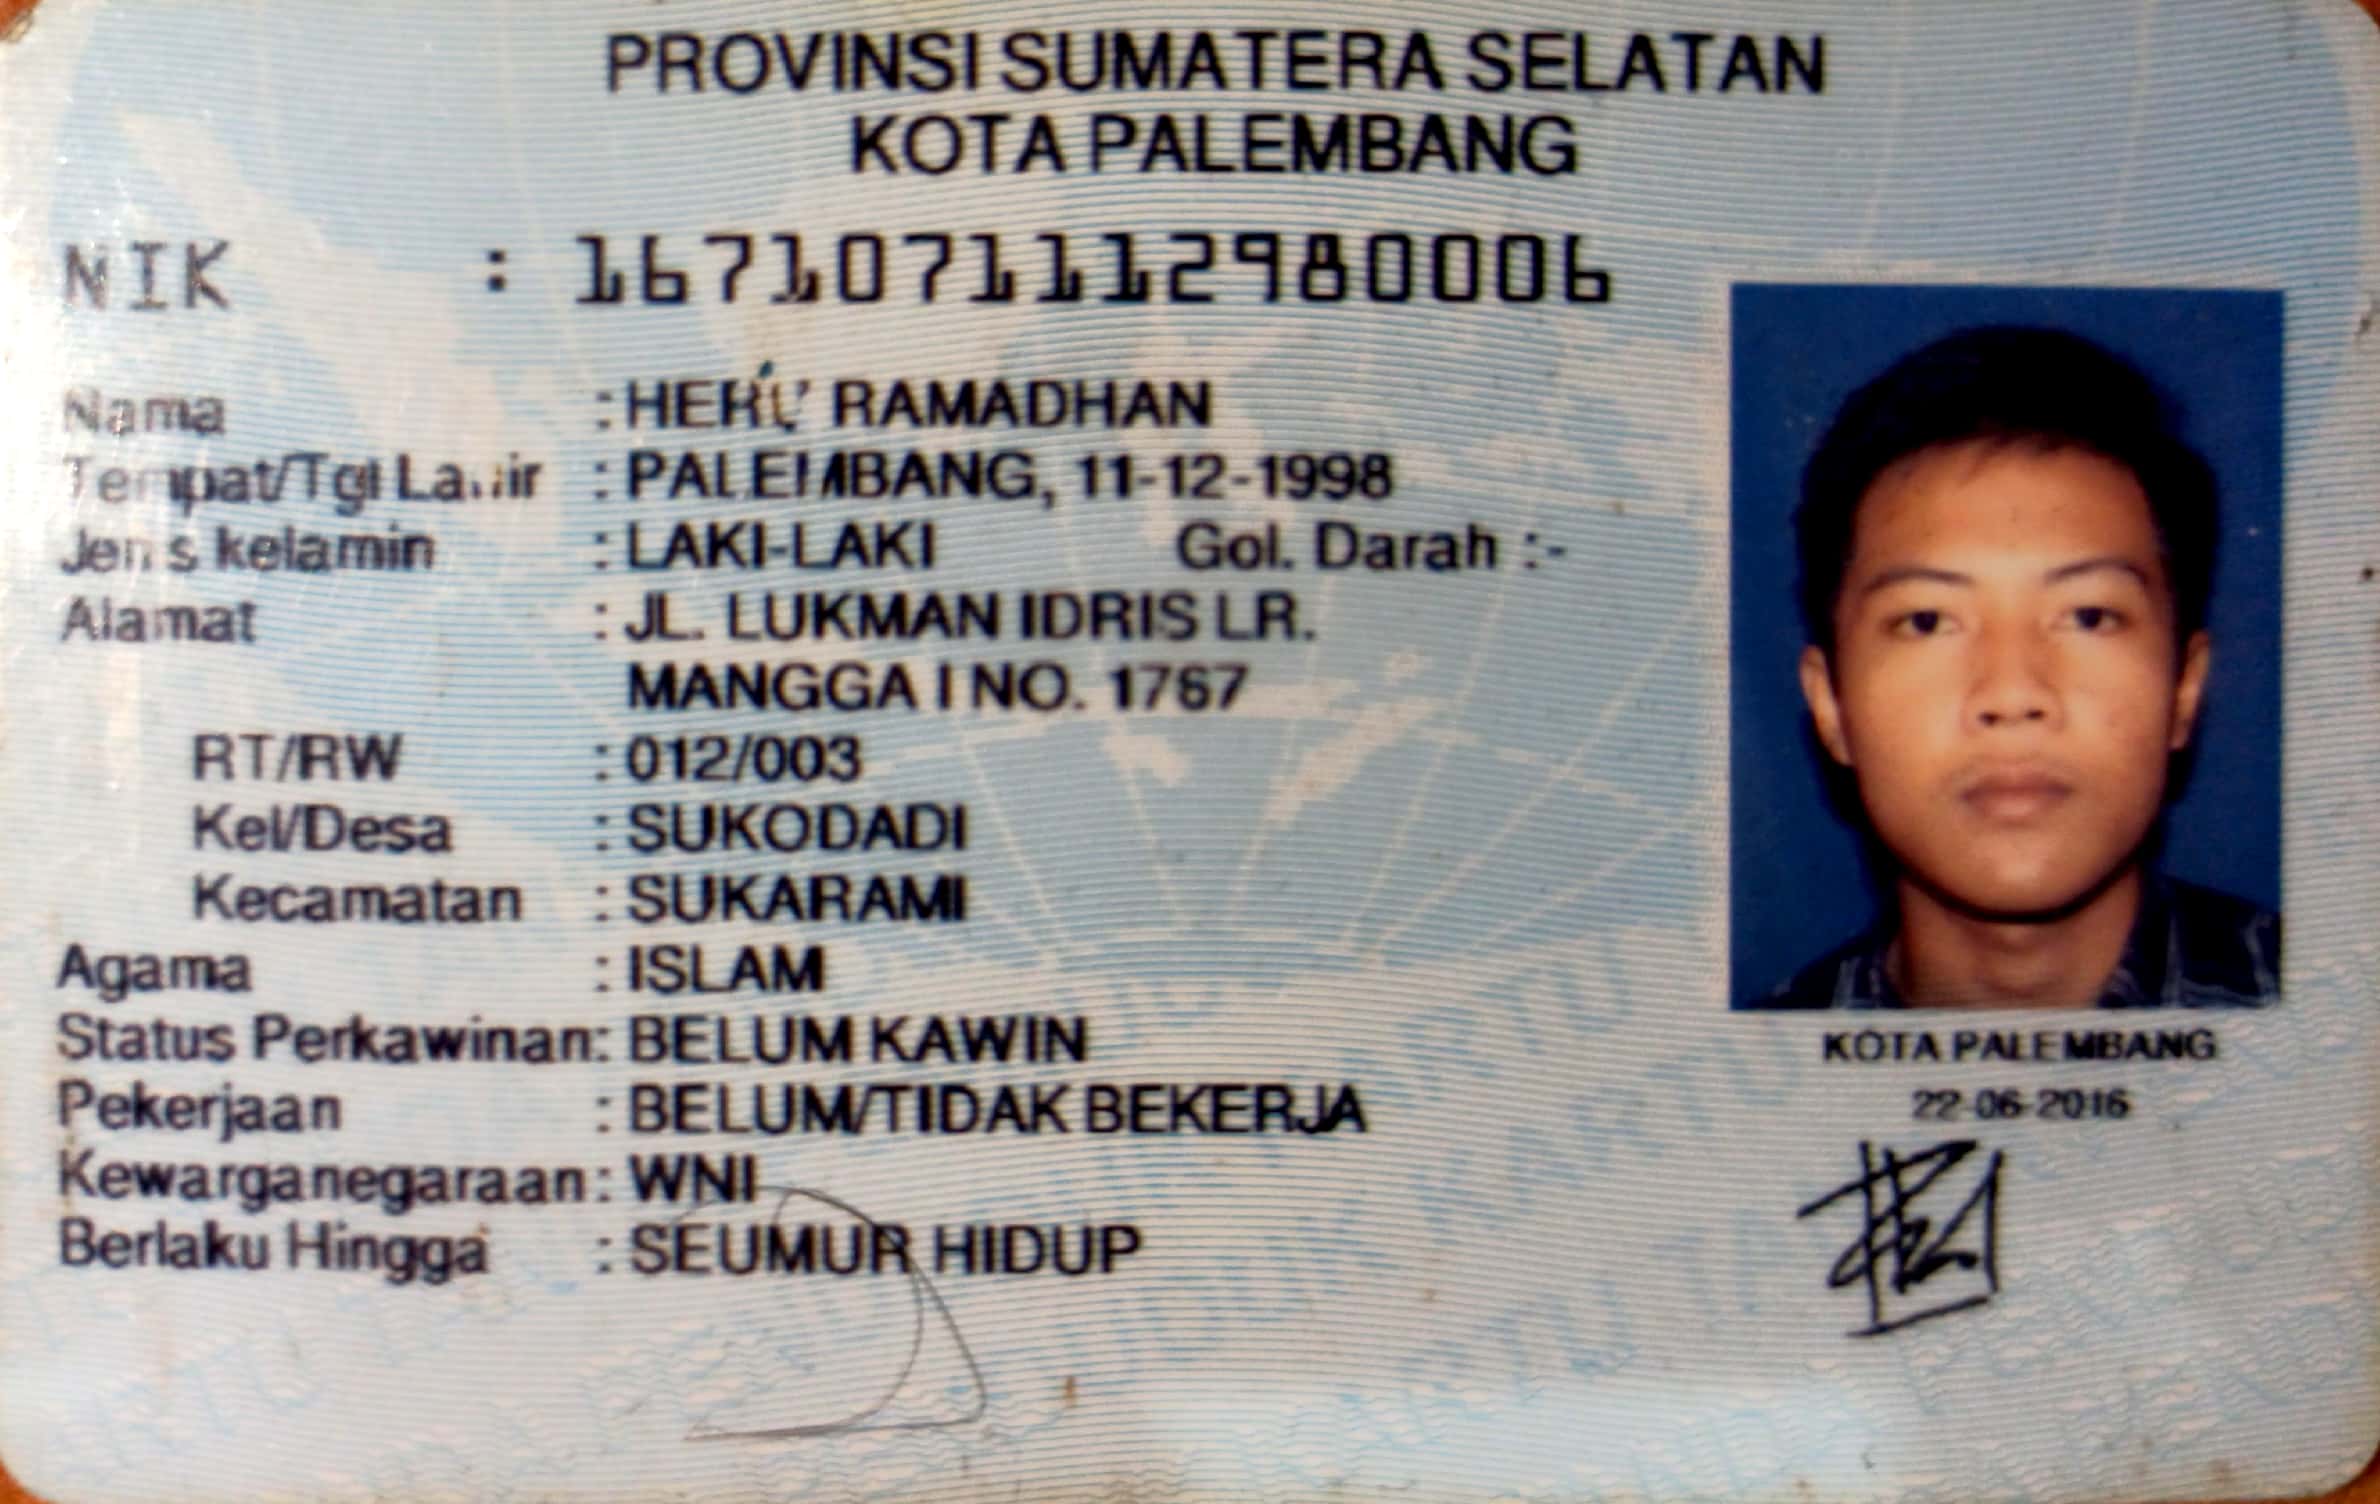 PROVINSI SUMATERA SELATAN
KOTA PALEMBANG
NIK : 1671071112980006
Nama : HERU RAMADHAN
Tempat/Tgl Lahir : PALEMBANG, 11-12-1998
Jenis kelamin : LAKI-LAKI Gol. Darah :-
Alamat : JL. LUKMAN IDRIS LR.
MANGGA I NO. 1767
RT/RW : 012/003
Kel/Desa : SUKODADI
Kecamatan : SUKARAMI
Agama : ISLAM
Status Perkawinan: BELUM KAWIN
Pekerjaan : BELUM/TIDAK BEKERJA
Kewarganegaraan: WNI
Berlaku Hingga : SEUMUR HIDUP
KOTA PALEMBANG
22-06-2016